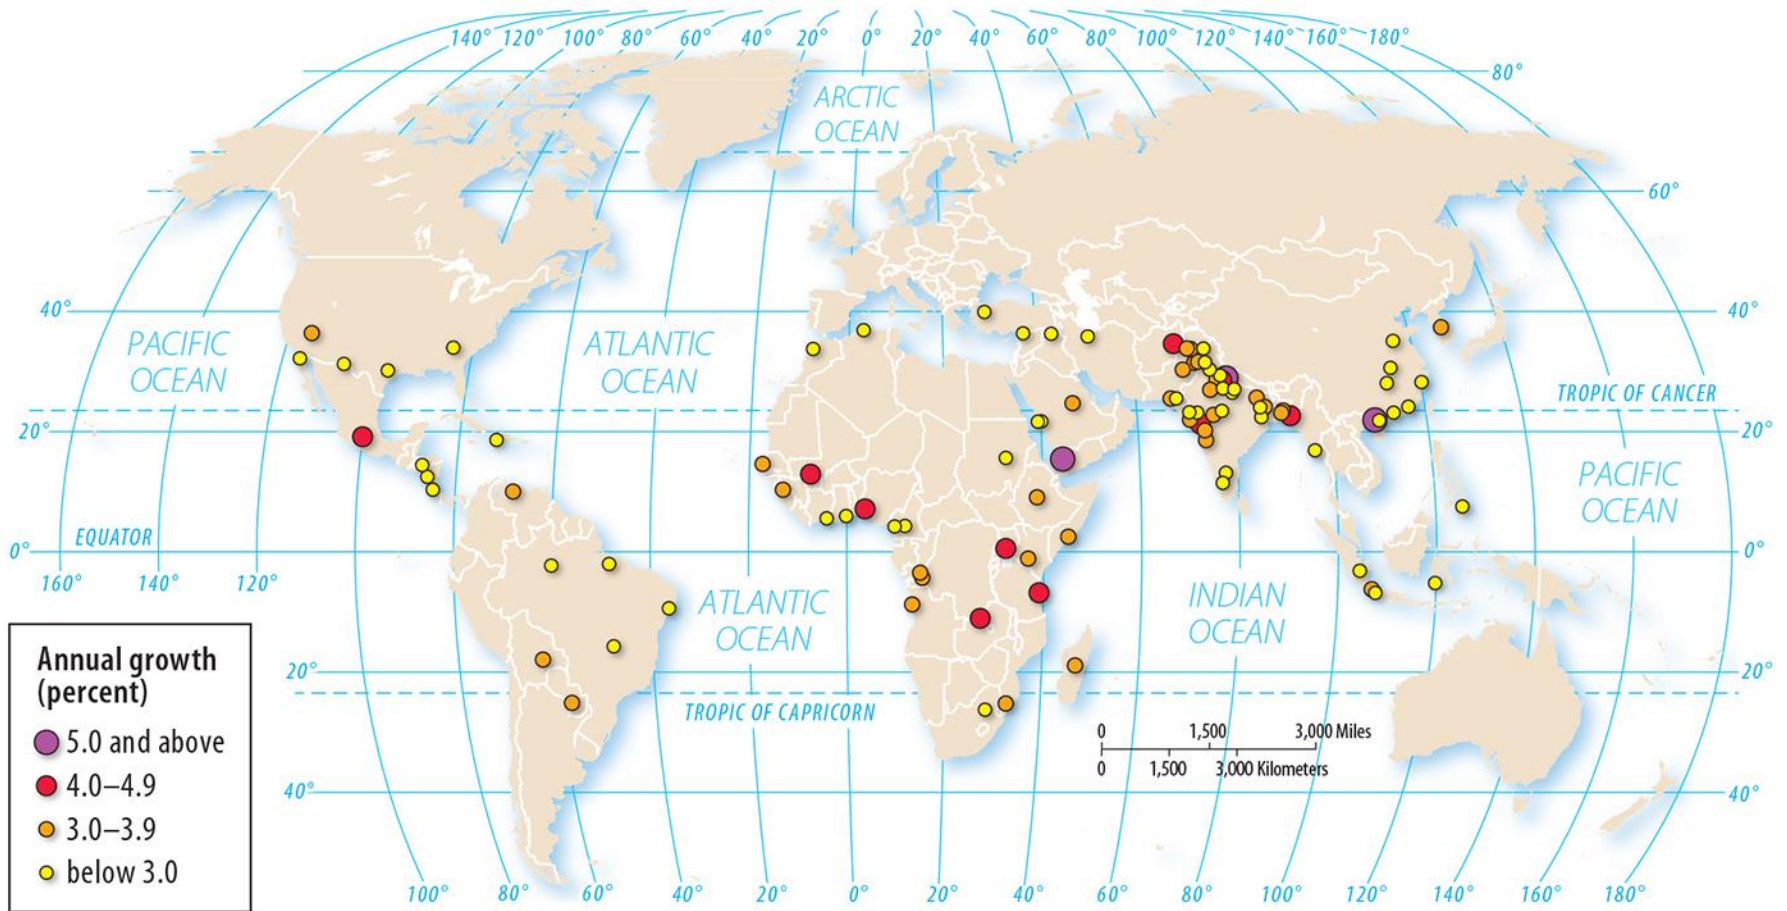 140° 120° 100° 80° 60° 40° 20° 0° 20° 40° 60° 80° 100° 120° 140° 160° 180°
80°
ARCTIC
OCEAN
60°
40°
40°
PACIFIC
OCEAN
ATLANTIC
OCEAN
TROPIC OF CANCER
20°
20°
PACIFIC
OCEAN
EQUATOR
0°
0°
160° 140° 120°
ATLANTIC
OCEAN
INDIAN
OCEAN
20°
20°
TROPIC OF CAPRICORN
0 1,500 3,000 Miles
0 1,500 3,000 Kilometers
40°
40°
Annual growth
(percent)
5.0 and above
4.0–4.9
3.0–3.9
below 3.0
100° 80° 60° 40° 20° 0° 20° 40° 60° 80° 100° 120° 140° 160° 180°